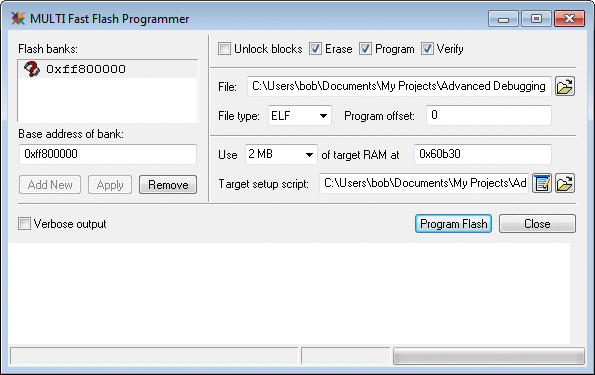 MULTI Fast Flash Programmer
Flash banks:
0xff800000
Base address of bank:
0xff800000
Add New Apply Remove
Unlock blocks Erase Program Verify
File: C:\Users\bob\Documents\My Projects\Advanced Debugging
File type: ELF Program offset: 0
Use 2 MB of target RAM at 0x60b30
Target setup script: C:\Users\bob\Documents\My Projects\Ad
Verbose output
Program Flash Close